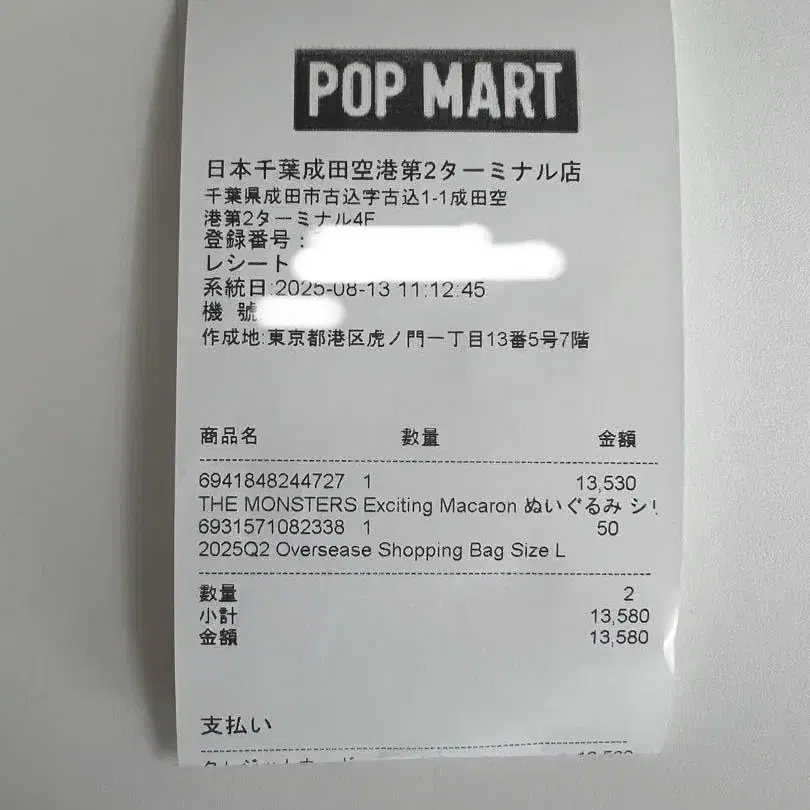 POP MART
日本千葉成田空港第2ターミナル店
千葉県成田市古込字古込1-1成田空
港第2ターミナル4F
登録番号:
レシート
系統日:2025-08-13 11:12:45
機 號
作成地:東京都港区虎ノ門一丁目13番5号7階
商品名 數量 金額
6941848244727 1 13,530
THE MONSTERS Exciting Macaron ぬいぐるみ シリ
6931571082338 1 50
2025Q2 Oversease Shopping Bag Size L
數量 2
小計 13,580
金額 13,580
支払い